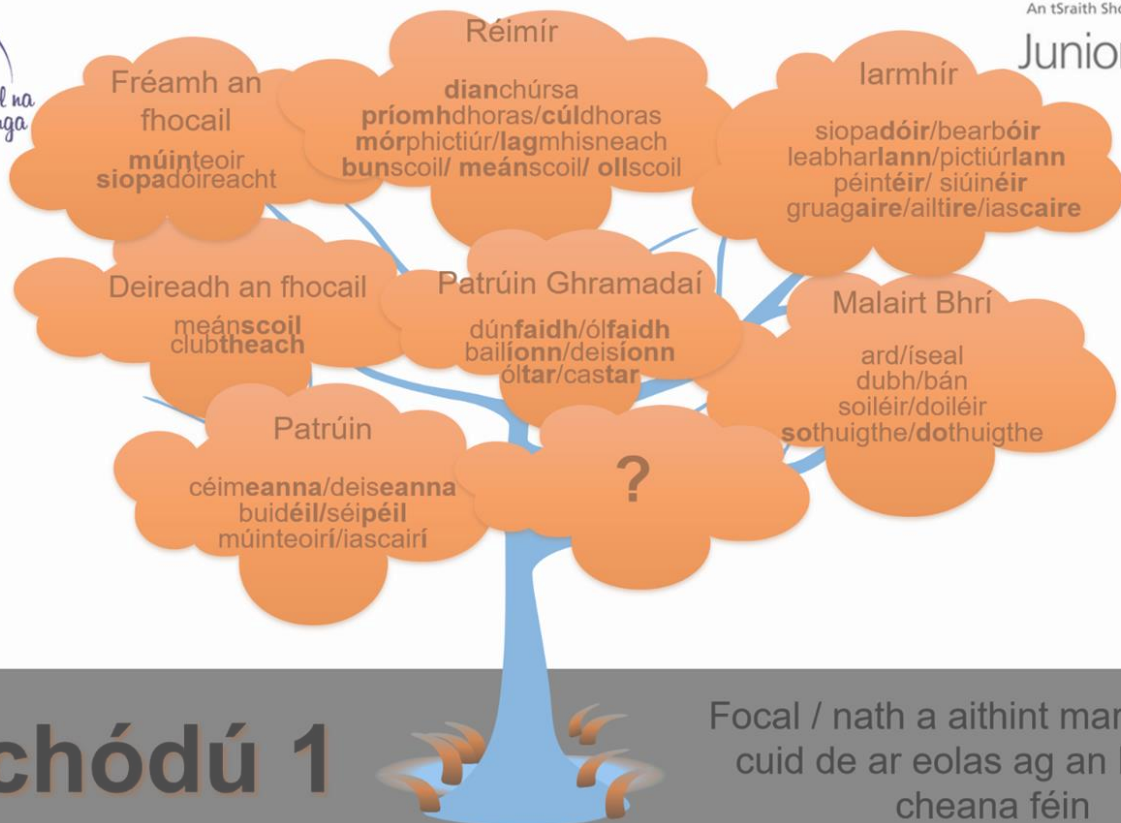 An tSraith
Junior
Réimír
dianchúrsa
príomhdhoras/cúldhoras
mórphictiúr/lagmhisneach
bunscoil/ meánscoil/ ollscoil
Fréamh an
fhocail
múinteoir
siopadóireacht
Iarmhír
siopadóir/bearbóir
leabharlann/pictiúrlann
péintéir/ siúinéir
gruagaire/ailtire/iascaire
Deireadh an fhocail
meánscoil
clubtheach
Patrúin Ghramadaí
dúnfaidh/ólfaidh
bailíonn/deisíonn
óltar/castar
Malairt Bhrí
ard/íseal
dubh/bán
soiléir/doiléir
sothuigthe/dothuigthe
Patrúin
céimeanna/deiseanna
buidéil/séipéil
múinteoirí/iascairí
?
chódú 1
Focal / nath a aithint mar
cuid de ar eolas ag an
cheana féin